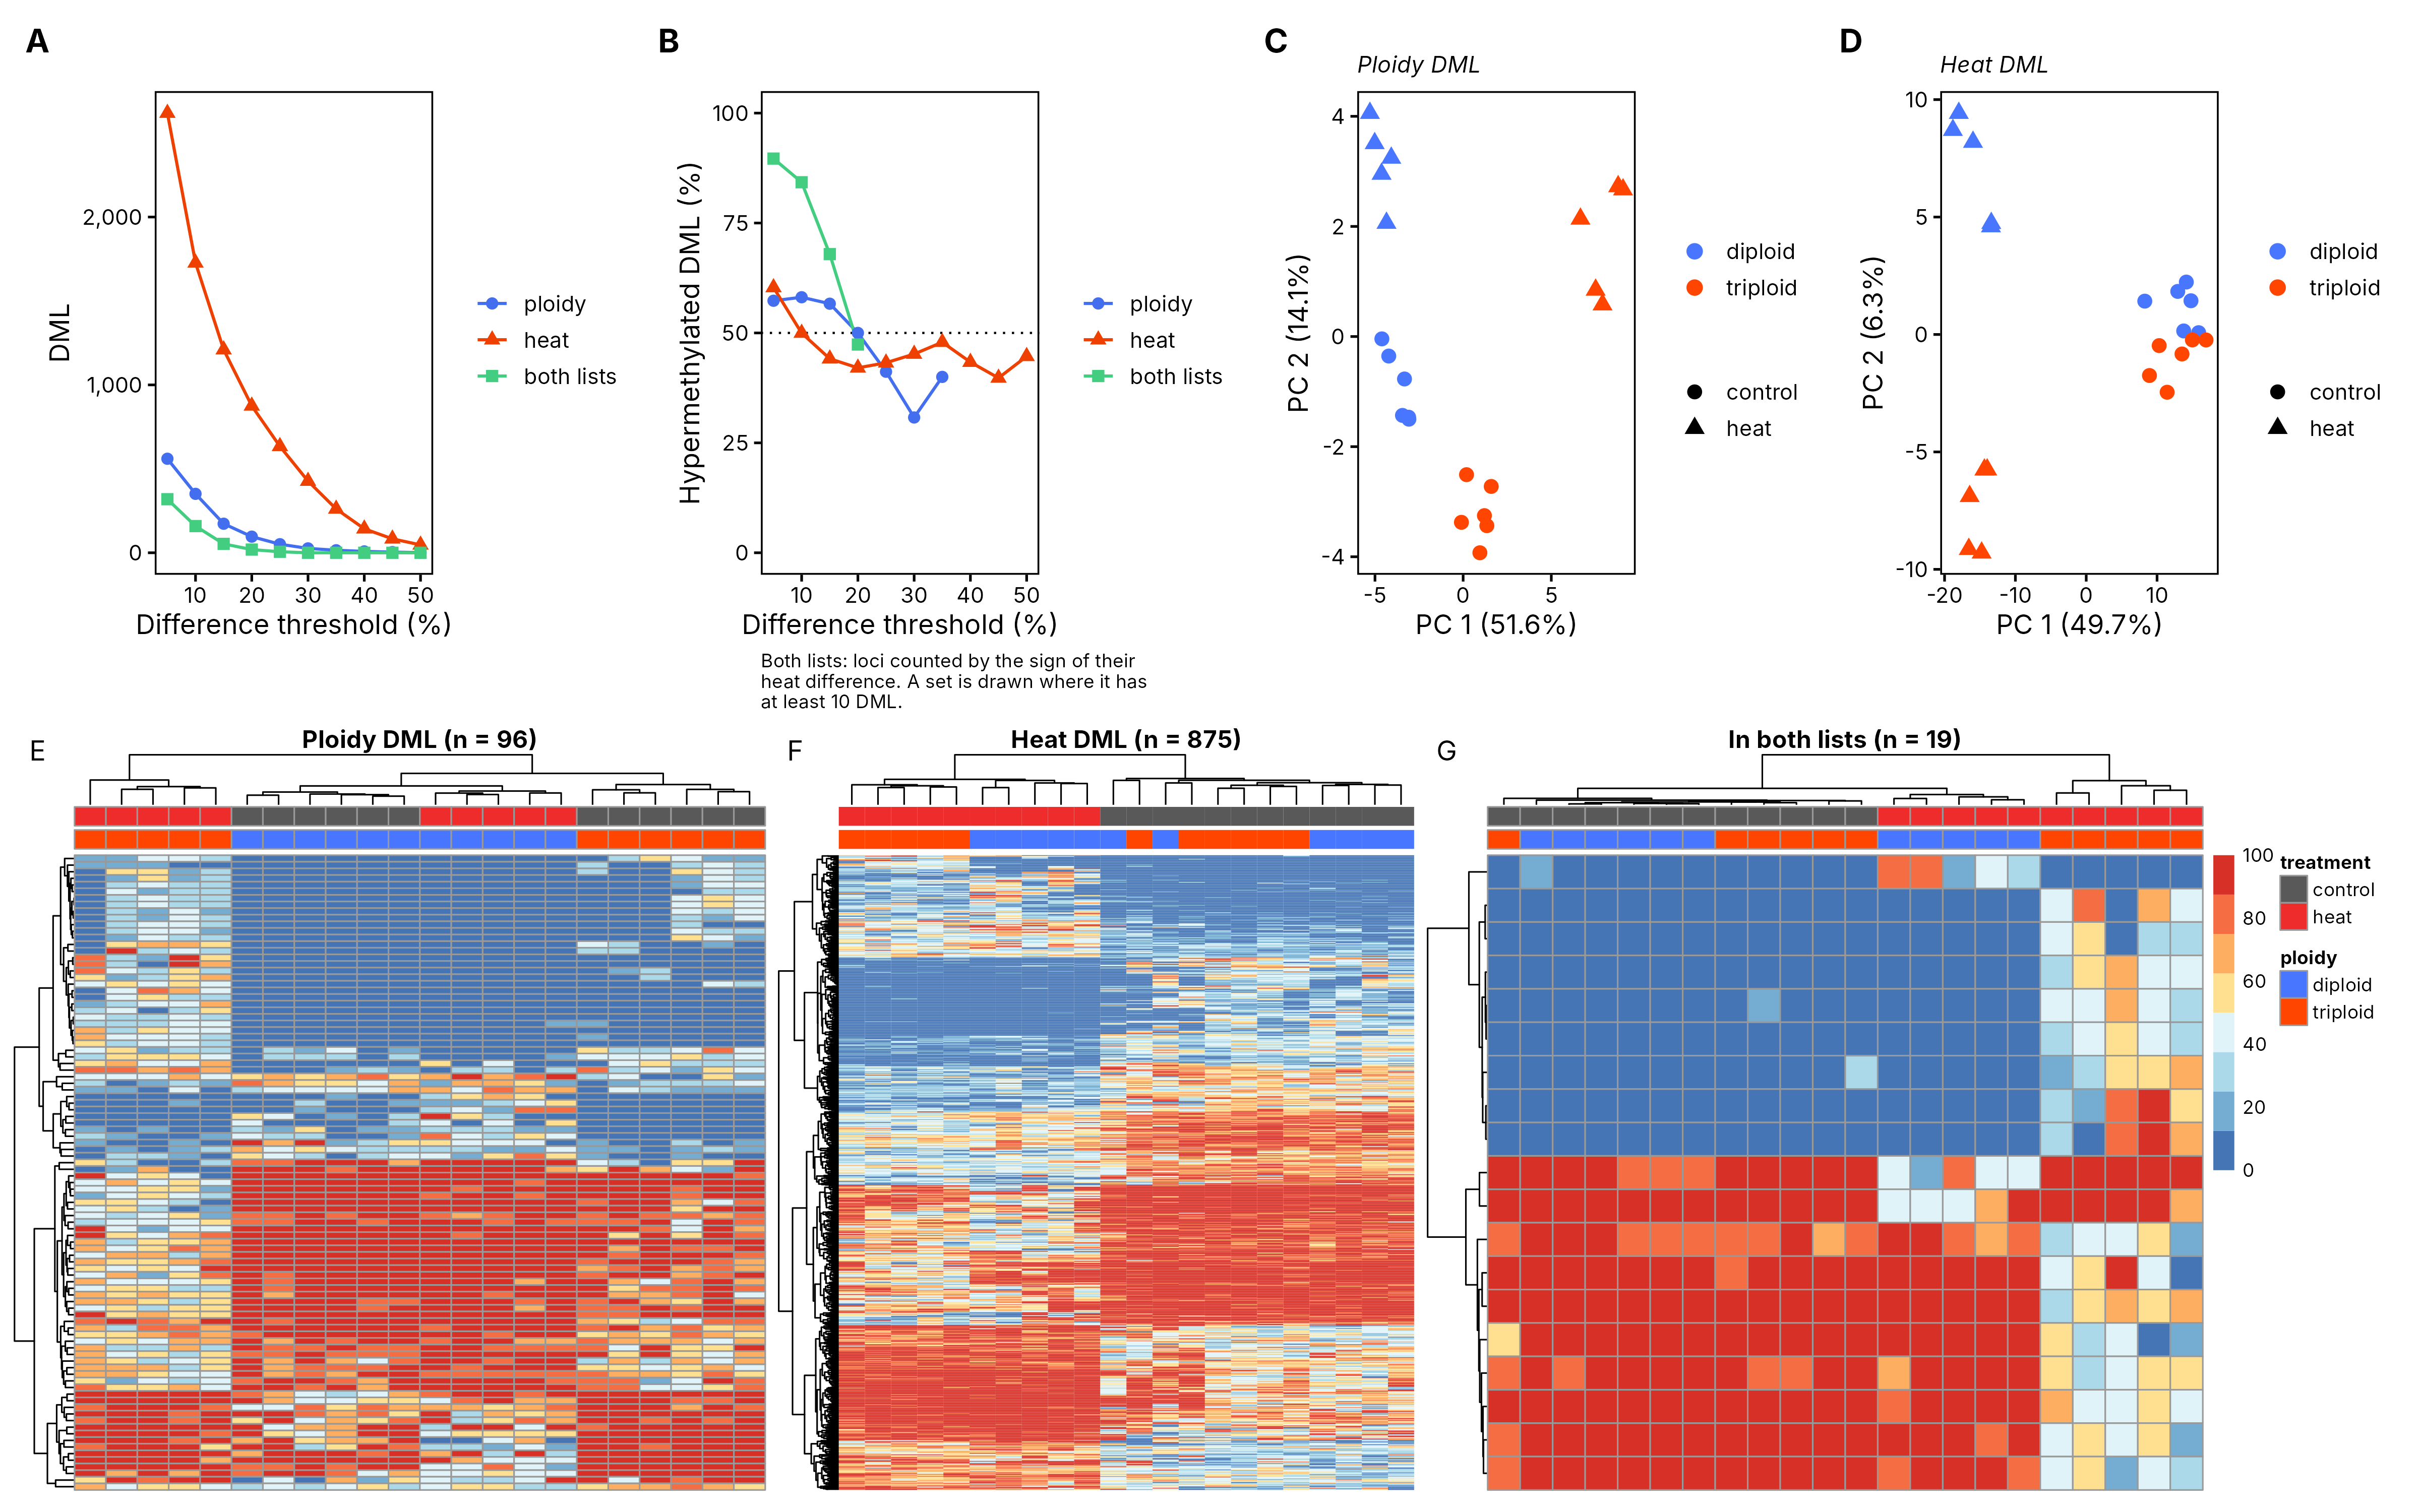 A
DML
2,000
1,000
0
10 20 30 40 50
Difference threshold (%)
ploidy
heat
both lists
B
Hypermethylated DML (%)
100
75
50
25
0
10 20 30 40 50
Difference threshold (%)
Both lists: loci counted by the sign of their
heat difference. A set is drawn where it has
at least 10 DML.
ploidy
heat
both lists
C
Ploidy DML
PC 2 (14.1%)
4
2
0
-2
-4
-5 0 5
PC 1 (51.6%)
diploid
triploid
control
heat
D
Heat DML
PC 2 (6.3%)
10
5
0
-5
-10
-20 -10 0 10
PC 1 (49.7%)
diploid
triploid
control
heat
E
Ploidy DML (n = 96)
F
Heat DML (n = 875)
G
In both lists (n = 19)
100
80
60
40
20
0
treatment
control
heat
ploidy
diploid
triploid